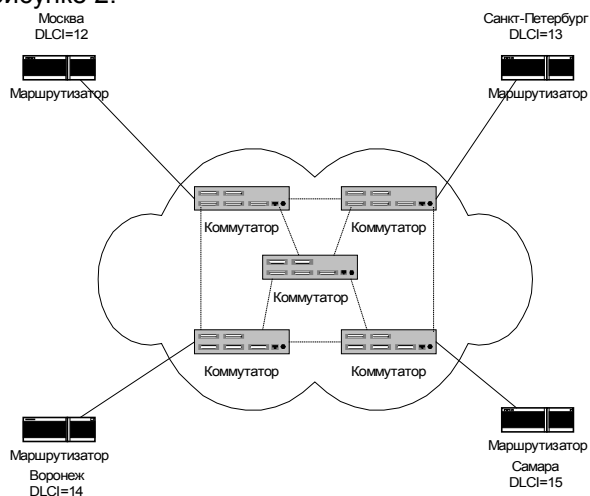 Рисунке 2.
Москва
DLCI=12
Санкт-Петербург
DLCI=13
Маршрутизатор
Маршрутизатор
Коммутатор
Коммутатор
Коммутатор
Коммутатор
Коммутатор
Маршрутизатор
Воронеж
DLCI=14
Маршрутизатор
Самара
DLCI=15